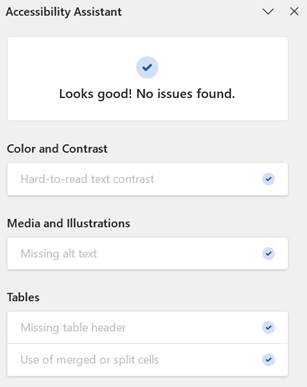 Accessibility Assistant
Looks good! No issues found.
Color and Contrast
Hard-to-read text contrast
Media and Illustrations
Missing alt text
Tables
Missing table header
Use of merged or split cells